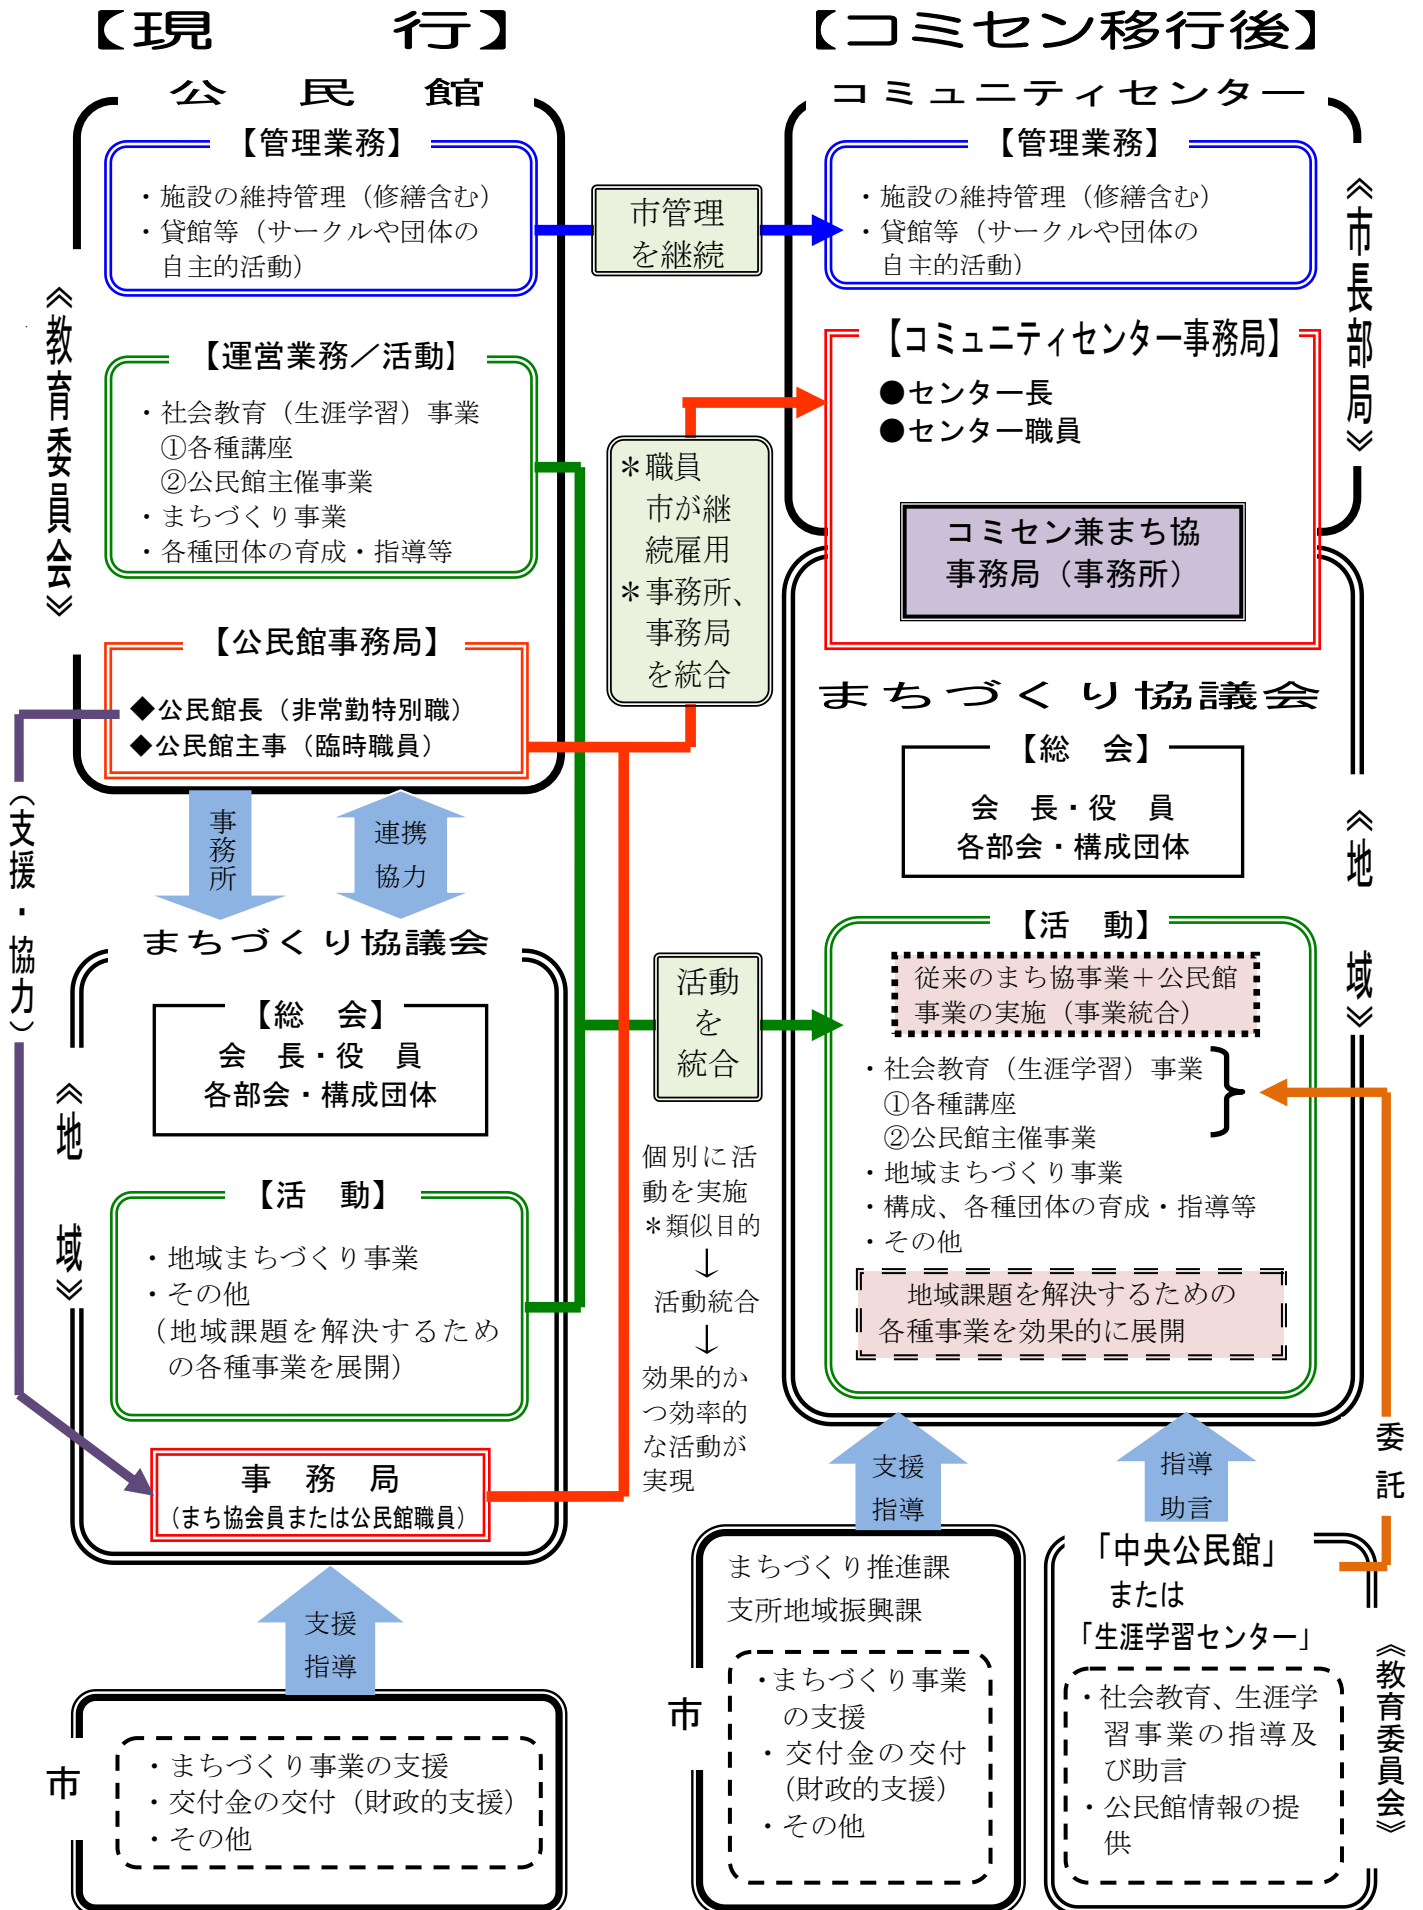 【現　　行】
公　民　館
【管理業務】
・施設の維持管理（修繕含む）
・貸館等（サークルや団体の
自主的活動）
《教育委員会》
【運営業務／活動】
・社会教育（生涯学習）事業
①各種講座
②公民館主催事業
・まちづくり事業
・各種団体の育成・指導等
【公民館事務局】
◆公民館長（非常勤特別職）
◆公民館主事（臨時職員）
（支援・協力）
事務所
連携
協力
まちづくり協議会
【総　会】
会　長・役　員
各部会・構成団体
《地　域》
【活　動】
・地域まちづくり事業
・その他
（地域課題を解決するため
の各種事業を展開）
事　務　局
（まち協会員または公民館職員）
支援
指導
市
・まちづくり事業の支援
・交付金の交付（財政的支援）
・その他
市管理
を継続
＊職員
市が継
続雇用
＊事務所、
事務局
を統合
活動
を
統合
個別に活
動を実施
＊類似目的
↓
活動統合
↓
効果的か
つ効率的
な活動が
実現
【コミセン移行後】
コミュニティセンター
【管理業務】
・施設の維持管理（修繕含む）
・貸館等（サークルや団体の
自主的活動）
《市長部局》
【コミュニティセンター事務局】
●センター長
●センター職員
コミセン兼まち協
事務局（事務所）
まちづくり協議会
【総　会】
会　長・役　員
各部会・構成団体
《地　域》
【活　動】
従来のまち協事業＋公民館
事業の実施（事業統合）
・社会教育（生涯学習）事業
①各種講座
②公民館主催事業
・地域まちづくり事業
・構成、各種団体の育成・指導等
・その他
地域課題を解決するための
各種事業を効果的に展開
支援
指導
指導
助言
委託
市
まちづくり推進課
支所地域振興課
・まちづくり事業
の支援
・交付金の交付
（財政的支援）
・その他
「中央公民館」
または
「生涯学習センター」
・社会教育、生涯学
習事業の指導及
び助言
・公民館情報の提
供
《教育委員会》